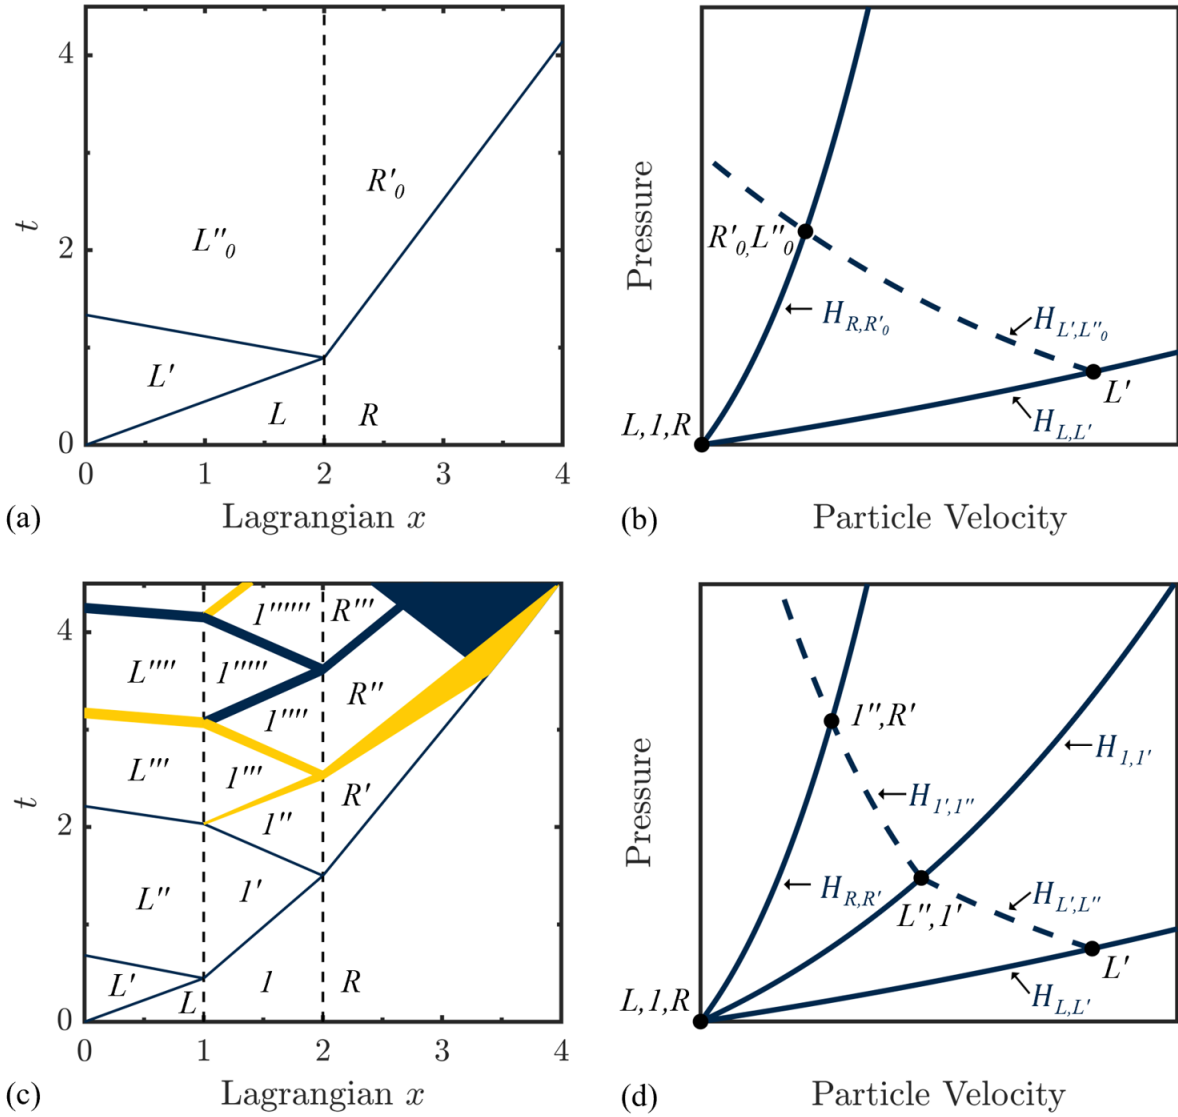 4
2
0
t
L''₀
R'₀
L'
L
R
0 1 2 3 4
(a)
Lagrangian x
Pressure
R'₀,L''₀
H_{R,R'₀}
H_{L',L''₀}
L'
L,1,R
H_{L,L'}
(b)
Particle Velocity
4
2
0
t
1''''''
R'''
L''''
1'''''
R''
1''''
L'''
1'''
R'
1''
L''
1'
L'
L
1
R
0 1 2 3 4
(c)
Lagrangian x
Pressure
1'',R'
H_{1,1'}
H_{1',1''}
H_{R,R'}
L'',1'
H_{L',L''}
L'
L,1,R
H_{L,L'}
(d)
Particle Velocity